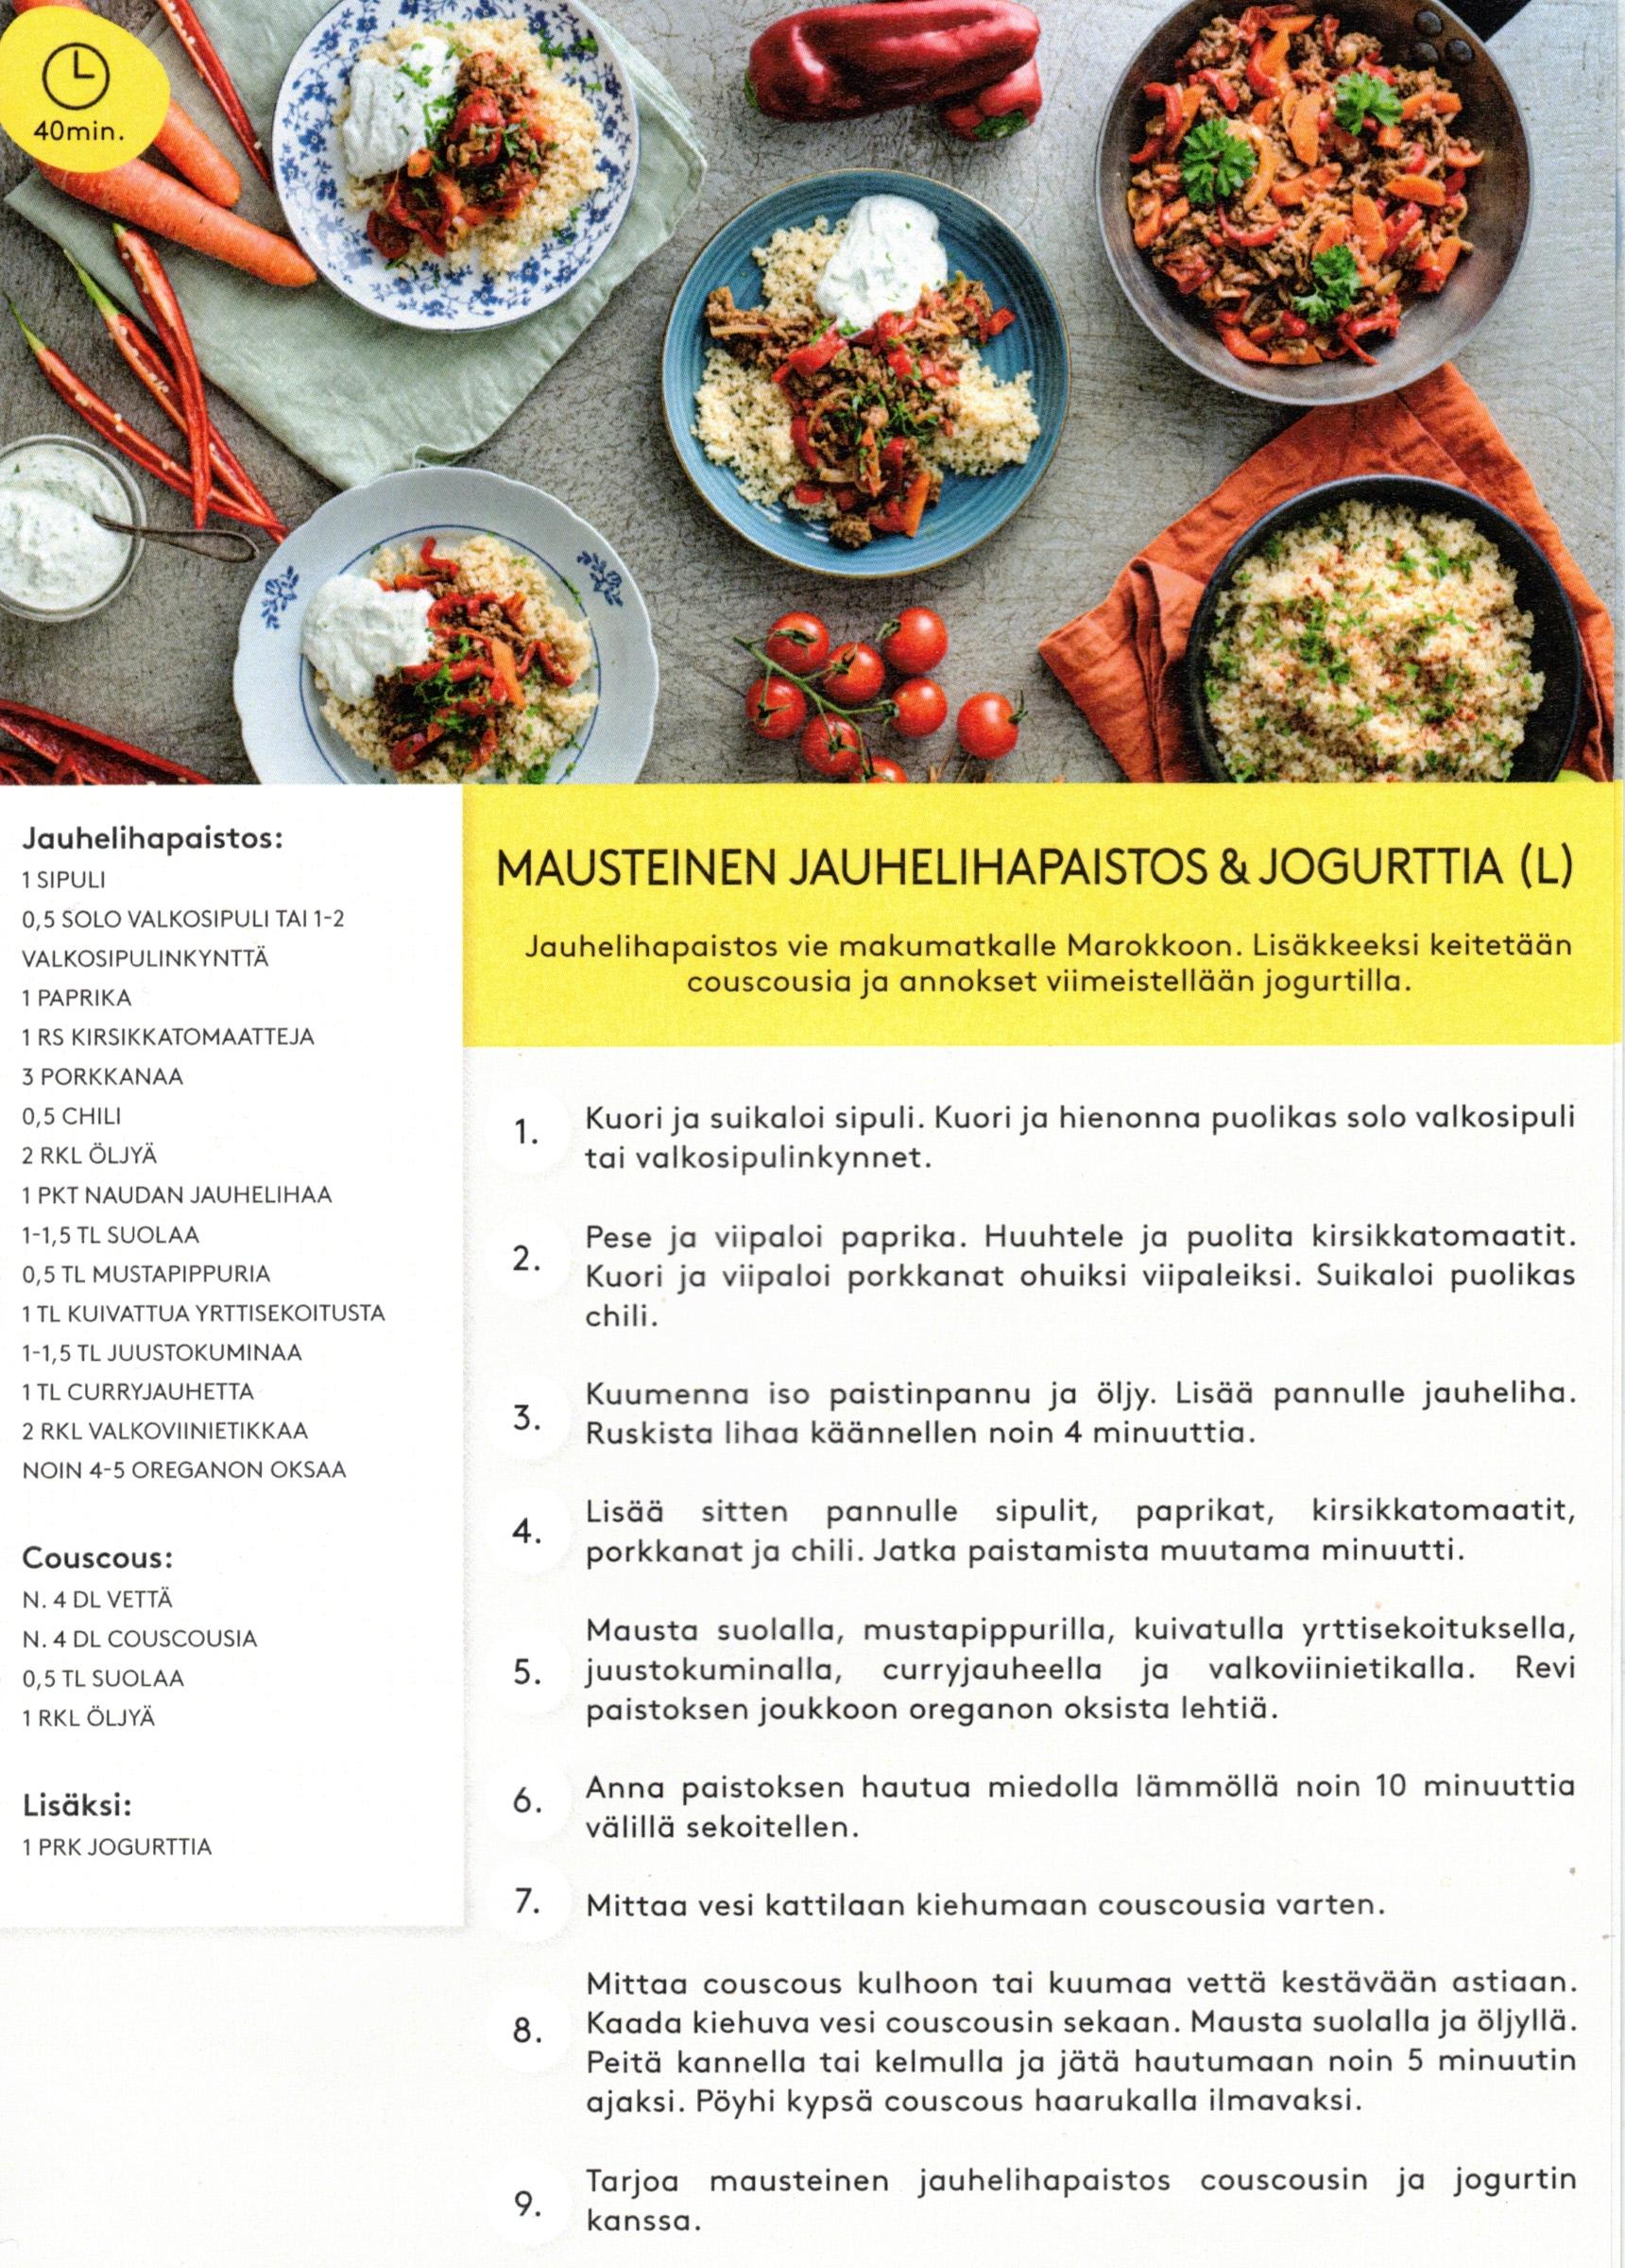 40min.
Jauhelihapaistos:
1 SIPULI
0,5 SOLO VALKOSIPULI TAI 1-2
VALKOSIPULINKYNTTÄ
1 PAPRIKA
1 RS KIRSIKKATOMAATTEJA
3 PORKKANAA
0,5 CHILI
2 RKL ÖLJYÄ
1 PKT NAUDAN JAUHELIHAA
1-1,5 TL SUOLAA
0,5 TL MUSTAPIPPURIA
1 TL KUIVATTUA YRTTISEKOITUSTA
1-1,5 TL JUUSTOKUMINAA
1 TL CURRYJAUHETTA
2 RKL VALKOVIINIETIKKAA
NOIN 4-5 OREGANON OKSAA
Couscous:
N. 4 DL VETTÄ
N. 4 DL COUSCOUSIA
0,5 TL SUOLAA
1 RKL ÖLJYÄ
Lisäksi:
1 PRK JOGURTTIA
MAUSTEINEN JAUHELIHAPAISTOS & JOGURTTIA (L)
Jauhelihapaistos vie makumatkalle Marokkoon. Lisäkkeeksi keitetään
couscousia ja annokset viimeistellään jogurtilla.
1. Kuori ja suikaloi sipuli. Kuori ja hienonna puolikas solo valkosipuli
tai valkosipulinkynnet.
2. Pese ja viipaloi paprika. Huuhtele ja puolita kirsikkatomaatit.
Kuori ja viipaloi porkkanat ohuiksi viipaleiksi. Suikaloi puolikas
chili.
3. Kuumenna iso paistinpannu ja öljy. Lisää pannulle jauheliha.
Ruskista lihaa käännellen noin 4 minuuttia.
4. Lisää sitten pannulle sipulit, paprikat, kirsikkatomaatit,
porkkanat ja chili. Jatka paistamista muutama minuutti.
5. Mausta suolalla, mustapippurilla, kuivatulla yrttisekoituksella,
juustokuminalla, curryjauheella ja valkoviinietikalla. Revi
paistoksen joukkoon oreganon oksista lehtiä.
6. Anna paistoksen hautua miedolla lämmöllä noin 10 minuuttia
välillä sekoitellen.
7. Mittaa vesi kattilaan kiehumaan couscousia varten.
8. Mittaa couscous kulhoon tai kuumaa vettä kestävään astiaan.
Kaada kiehuva vesi couscousin sekaan. Mausta suolalla ja öljyllä.
Peitä kannella tai kelmulla ja jätä hautumaan noin 5 minuutin
ajaksi. Pöyhi kypsä couscous haarukalla ilmavaksi.
9. Tarjoa mausteinen jauhelihapaistos couscousin ja jogurtin
kanssa.